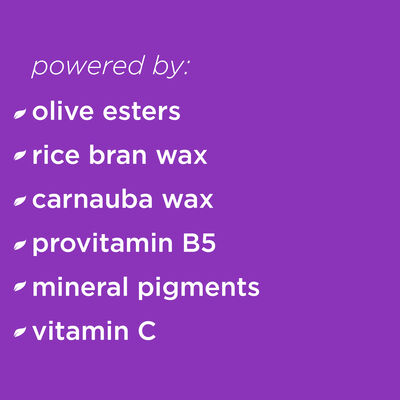 powered by:
olive esters
rice bran wax
carnauba wax
provitamin B5
mineral pigments
vitamin C